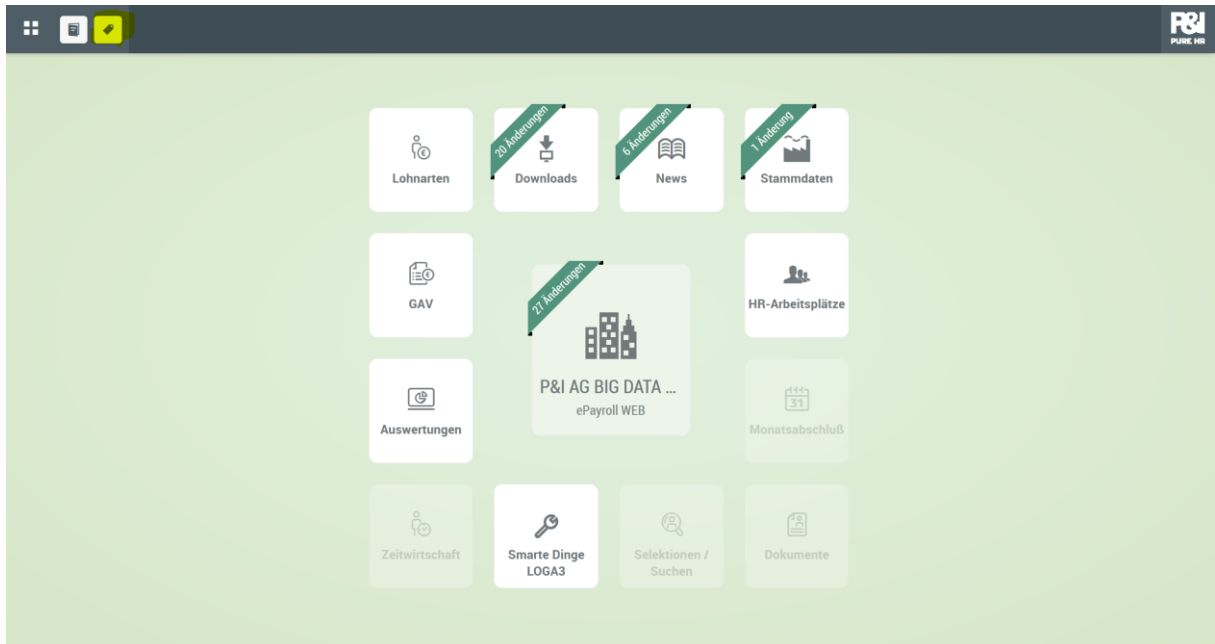 P&I
PURE HR
Lohnarten
20 Änderungen
Downloads
6 Änderungen
News
1 Änderung
Stammdaten
GAV
27 Änderungen
P&I AG BIG DATA ...
ePayroll WEB
HR-Arbeitsplätze
Auswertungen
31
Monatsabschluß
Zeitwirtschaft
Smarte Dinge
LOGA3
Selektionen /
Suchen
Dokumente